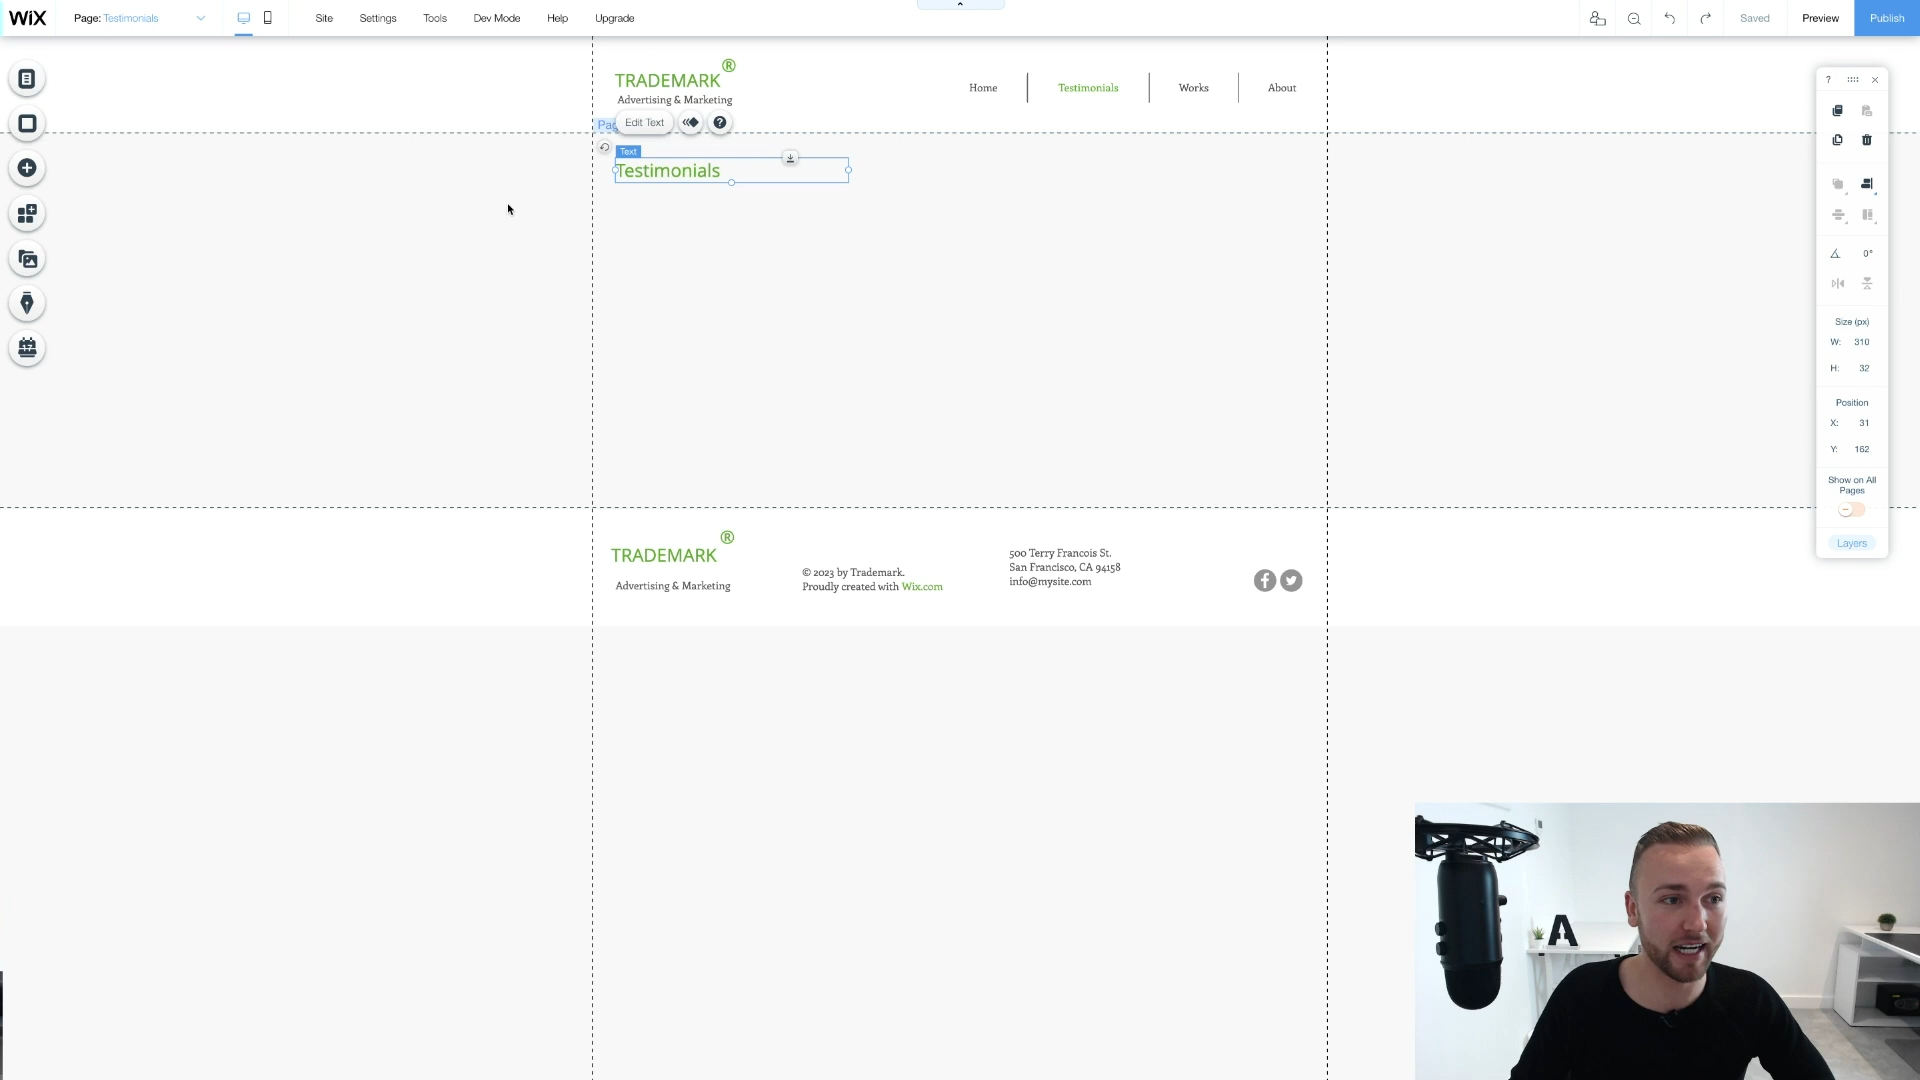 WiX
Page: Testimonials
Site
Settings
Tools
Dev Mode
Help
Upgrade
Saved
Preview
Publish
TRADEMARK®
Advertising & Marketing
Home
Testimonials
Works
About
Pag
Edit Text
?
Text
Testimonials
?
0°
Size (px)
W: 310
H: 32
Position
X: 31
Y: 162
Show on All
Pages
Layers
TRADEMARK®
Advertising & Marketing
© 2023 by Trademark.
Proudly created with Wix.com
500 Terry Francois St.
San Francisco, CA 94158
info@mysite.com
A